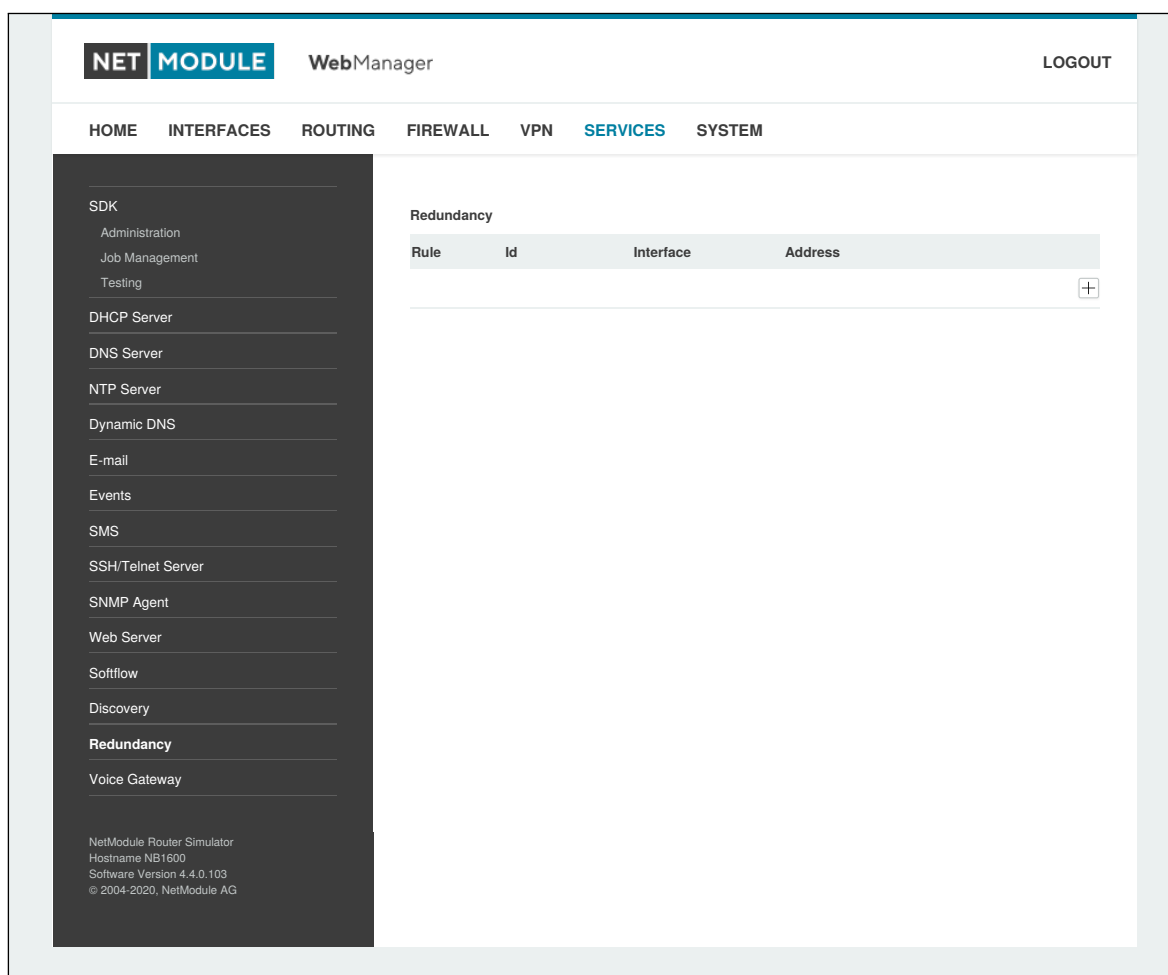 NET MODULE WebManager LOGOUT
HOME INTERFACES ROUTING FIREWALL VPN SERVICES SYSTEM
SDK
Administration
Job Management
Testing
DHCP Server
DNS Server
NTP Server
Dynamic DNS
E-mail
Events
SMS
SSH/Telnet Server
SNMP Agent
Web Server
Softflow
Discovery
Redundancy
Voice Gateway
NetModule Router Simulator
Hostname NB1600
Software Version 4.4.0.103
© 2004-2020, NetModule AG
Redundancy
Rule Id Interface Address